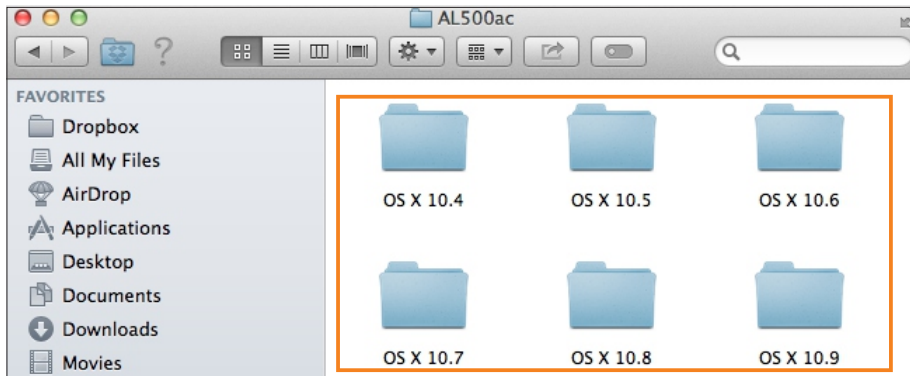 AL500ac
FAVORITES
Dropbox
All My Files
AirDrop
Applications
Desktop
Documents
Downloads
Movies
OS X 10.4
OS X 10.5
OS X 10.6
OS X 10.7
OS X 10.8
OS X 10.9